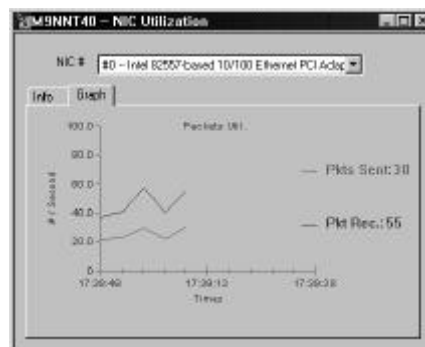 M9NNT40 – NIC Utilization
NIC # #0 – Intel 82557-based 10/100 Ethernet PCI Adap
Info Graph
Packets Util.
100.0
80.0
60.0
40.0
20.0
0
# / Second
Pkts Sent: 30
Pkt Rec.: 55
17:38:48 17:39:13 17:39:38
Times